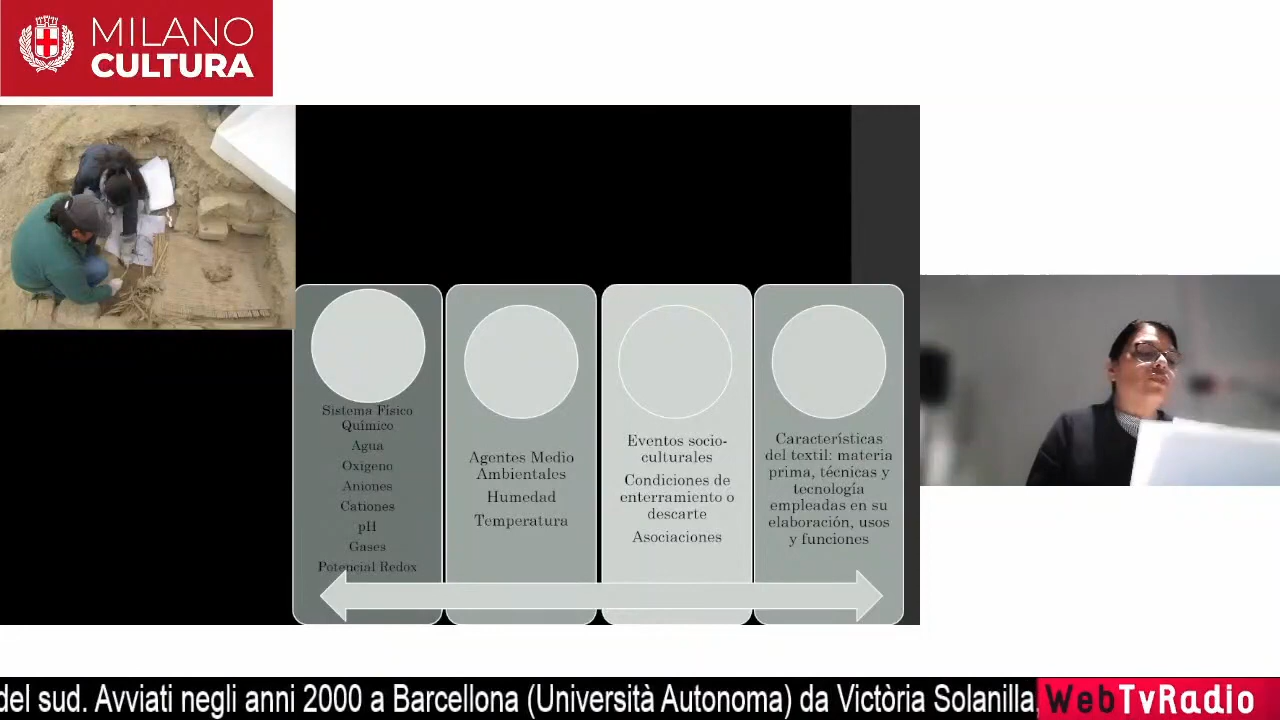 MILANO
CULTURA
Sistema Físico
Químico
Agua
Oxigeno
Aniones
Cationes
pH
Gases
Potencial Redox
Agentes Medio
Ambientales
Humedad
Temperatura
Eventos socio-
culturales
Condiciones de
enterramiento o
descarte
Asociaciones
Características
del textil: materia
prima, técnicas y
tecnología
empleadas en su
elaboración, usos
y funciones
del sud. Avviati negli anni 2000 a Barcellona (Università Autonoma) da Victòria Solanilla,
WebTvRadio